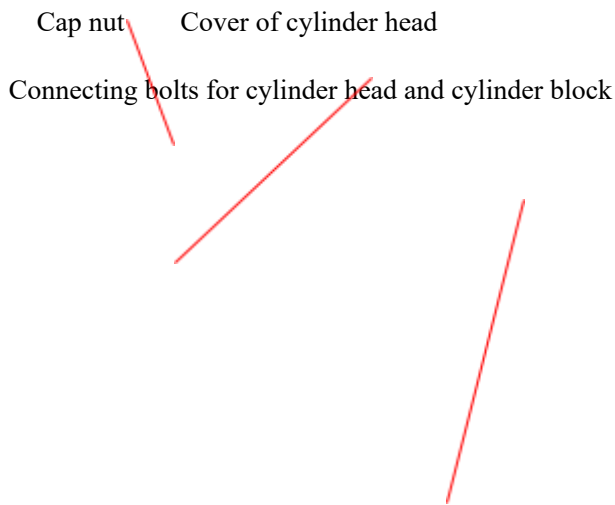 Cap nut Cover of cylinder head
Connecting bolts for cylinder head and cylinder block